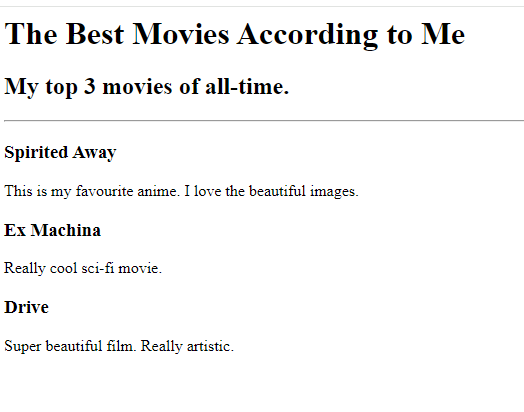 The Best Movies According to Me
My top 3 movies of all-time.
Spirited Away
This is my favourite anime. I love the beautiful images.
Ex Machina
Really cool sci-fi movie.
Drive
Super beautiful film. Really artistic.